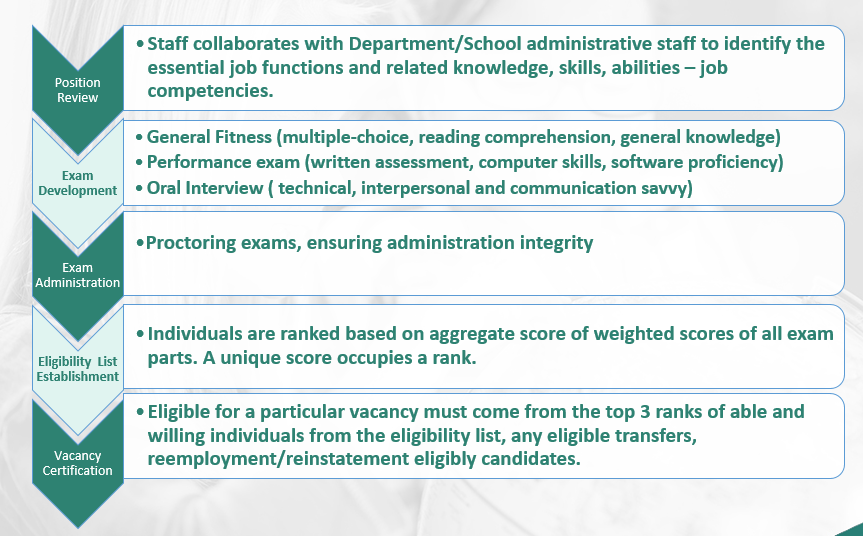 Position
Review
•Staff collaborates with Department/School administrative staff to identify the
essential job functions and related knowledge, skills, abilities – job
competencies.
Exam
Development
•General Fitness (multiple-choice, reading comprehension, general knowledge)
•Performance exam (written assessment, computer skills, software proficiency)
•Oral Interview ( technical, interpersonal and communication savvy)
Exam
Administration
•Proctoring exams, ensuring administration integrity
Eligibility List
Establishment
•Individuals are ranked based on aggregate score of weighted scores of all exam
parts. A unique score occupies a rank.
Vacancy
Certification
•Eligible for a particular vacancy must come from the top 3 ranks of able and
willing individuals from the eligibility list, any eligible transfers,
reemployment/reinstatement eligibly candidates.